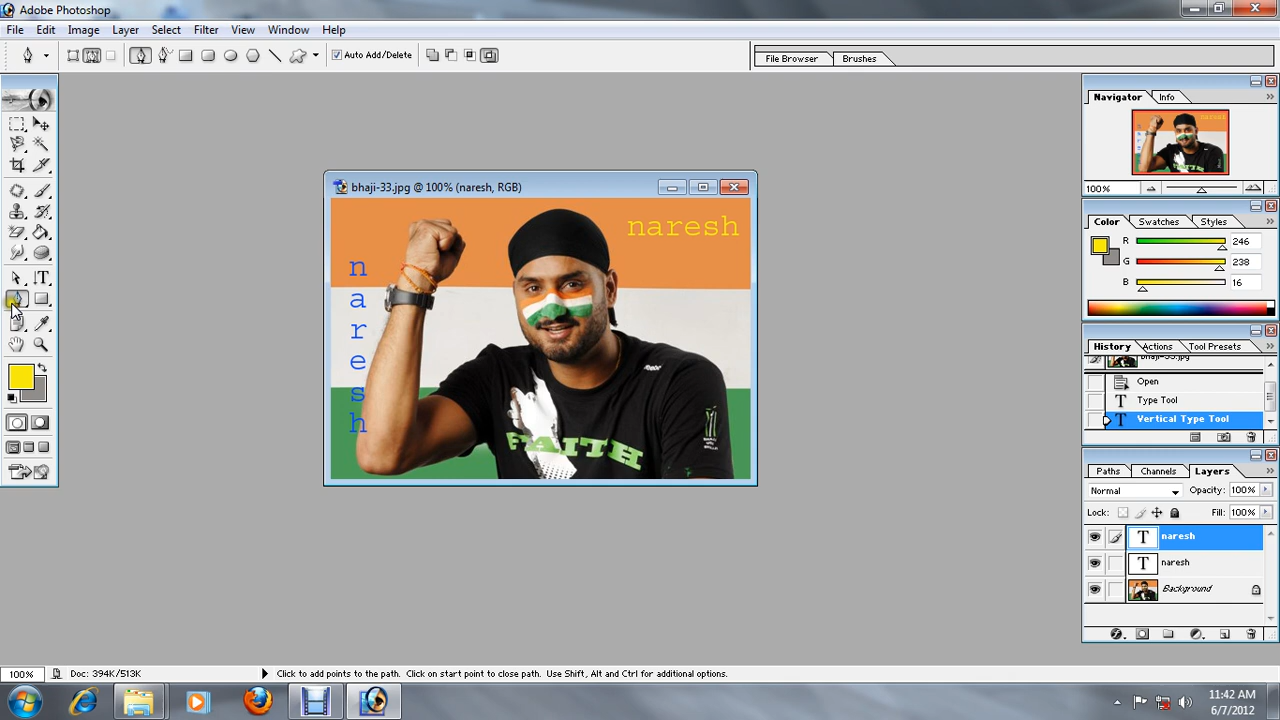 Adobe Photoshop
File Edit Image Layer Select Filter View Window Help
Auto Add/Delete
File Browser Brushes
Navigator Info
100%
bhaji-33.jpg @ 100% (naresh, RGB)
naresh
naresh
FAITH
Color Swatches Styles
R 246
G 238
B 16
History Actions Tool Presets
bhaji-33.jpg
Open
Type Tool
Vertical Type Tool
Paths Channels Layers
Normal Opacity: 100%
Lock: Fill: 100%
naresh
naresh
Background
100% Doc: 394K/513K Click to add points to the path. Click on start point to close path. Use Shift, Alt and Ctrl for additional options.
11:42 AM
6/7/2012